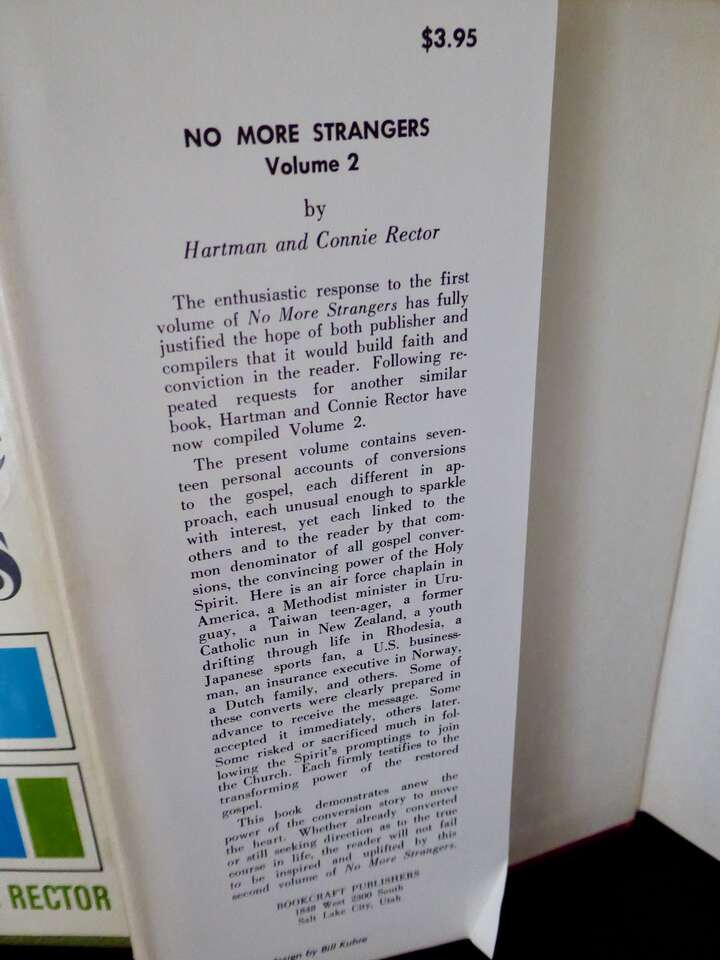 $3.95
NO MORE STRANGERS
Volume 2
by
Hartman and Connie Rector
The enthusiastic response to the first
volume of No More Strangers has fully
justified the hope of both publisher and
compilers that it would build faith and
conviction in the reader. Following re-
peated requests for another similar
book, Hartman and Connie Rector have
now compiled Volume 2.
The present volume contains seven-
teen personal accounts of conversions
to the gospel, each different in ap-
proach, each unusual enough to sparkle
with interest, yet each linked to the
others and to the reader by that com-
mon denominator of all gospel conver-
sions, the convincing power of the Holy
Spirit. Here is an air force chaplain in
America, a Methodist minister in Uru-
guay, a Taiwan teen-ager, a former
Catholic nun in New Zealand, a youth
drifting through life in Rhodesia, a
Japanese sports fan, a U.S. business-
man, an insurance executive in Norway,
a Dutch family, and others. Some of
these converts were clearly prepared in
advance to receive the message. Some
accepted it immediately, others later.
Some risked or sacrificed much in fol-
lowing the Spirit's promptings to join
the Church. Each firmly testifies to the
transforming power of the restored
gospel.
This book demonstrates anew the
power of the conversion story to move
the heart. Whether already converted
or still seeking direction as to the true
course in life, the reader will not fail
to be inspired and uplifted by this
second volume of No More Strangers.
BOOKCRAFT PUBLISHERS
1848 West 2300 South
Salt Lake City, Utah
by Bill Kuhre
S
RECTOR